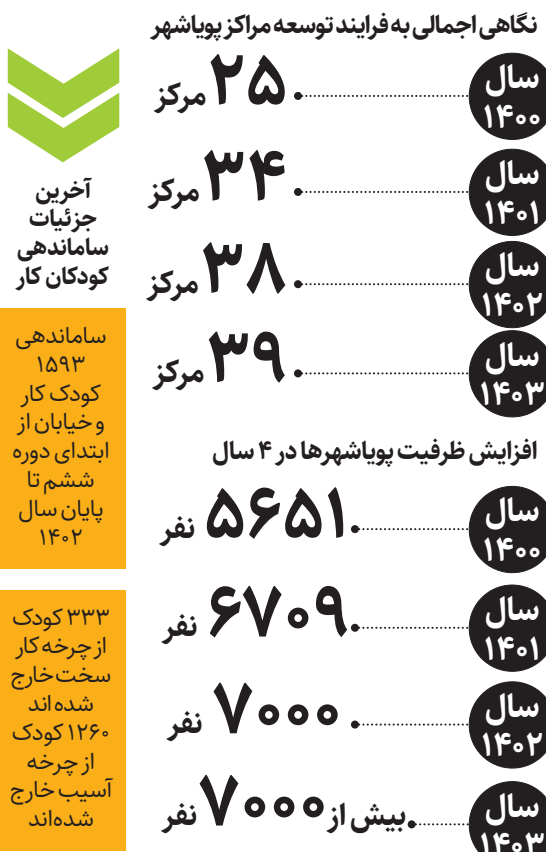 نگاهی اجمالی به فرایند توسعه مراکز پویاشهر
سال
۱۴۰۰
۲۵ مرکز
سال
۱۴۰۱
۳۴ مرکز
سال
۱۴۰۲
۳۸ مرکز
سال
۱۴۰۳
۳۹ مرکز
افزایش ظرفیت پویاشهرها در ۴ سال
سال
۱۴۰۰
۵۶۵۱ نفر
سال
۱۴۰۱
۶۷۰۹ نفر
سال
۱۴۰۲
۷۰۰۰ نفر
سال
۱۴۰۳
بیش از ۷۰۰۰ نفر
آخرین
جزئیات
ساماندهی
کودکان کار
ساماندهی
۱۵۹۳
کودک کار
و خیابان از
ابتدای دوره
ششم تا
پایان سال
۱۴۰۲
۳۳۳ کودک
از چرخه کار
سخت خارج
شده اند
۱۲۶۰ کودک
از چرخه
آسیب خارج
شده‌اند